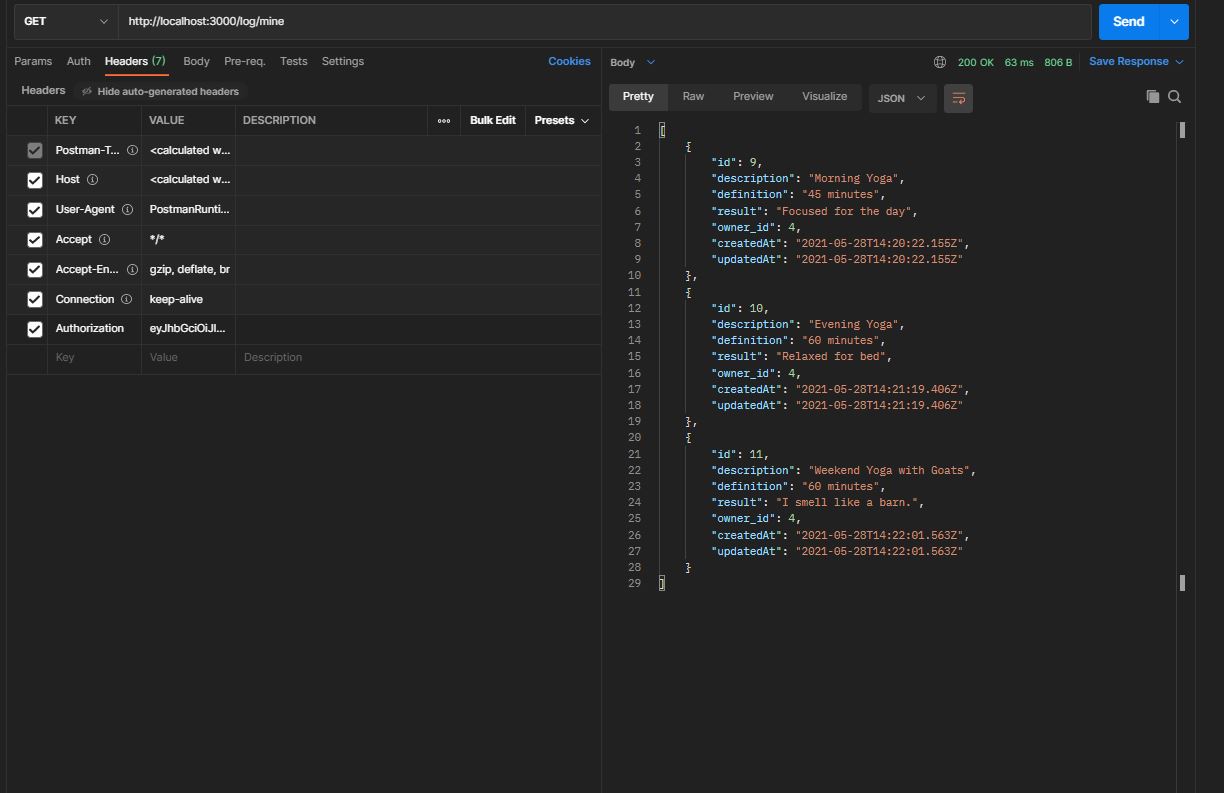 GET http://localhost:3000/log/mine Send
Params Auth Headers (7) Body Pre-req. Tests Settings Cookies
Headers Hide auto-generated headers
KEY VALUE DESCRIPTION ooo Bulk Edit Presets
Postman-T... <calculated w...
Host <calculated w...
User-Agent PostmanRunti...
Accept */*
Accept-En... gzip, deflate, br
Connection keep-alive
Authorization eyJhbGciOiJI...
Key Value Description
Body 200 OK 63 ms 806 B Save Response
Pretty Raw Preview Visualize JSON
1 [
2 {
3 "id": 9,
4 "description": "Morning Yoga",
5 "definition": "45 minutes",
6 "result": "Focused for the day",
7 "owner_id": 4,
8 "createdAt": "2021-05-28T14:20:22.155Z",
9 "updatedAt": "2021-05-28T14:20:22.155Z"
10 },
11 {
12 "id": 10,
13 "description": "Evening Yoga",
14 "definition": "60 minutes",
15 "result": "Relaxed for bed",
16 "owner_id": 4,
17 "createdAt": "2021-05-28T14:21:19.406Z",
18 "updatedAt": "2021-05-28T14:21:19.406Z"
19 },
20 {
21 "id": 11,
22 "description": "Weekend Yoga with Goats",
23 "definition": "60 minutes",
24 "result": "I smell like a barn.",
25 "owner_id": 4,
26 "createdAt": "2021-05-28T14:22:01.563Z",
27 "updatedAt": "2021-05-28T14:22:01.563Z"
28 }
29 ]